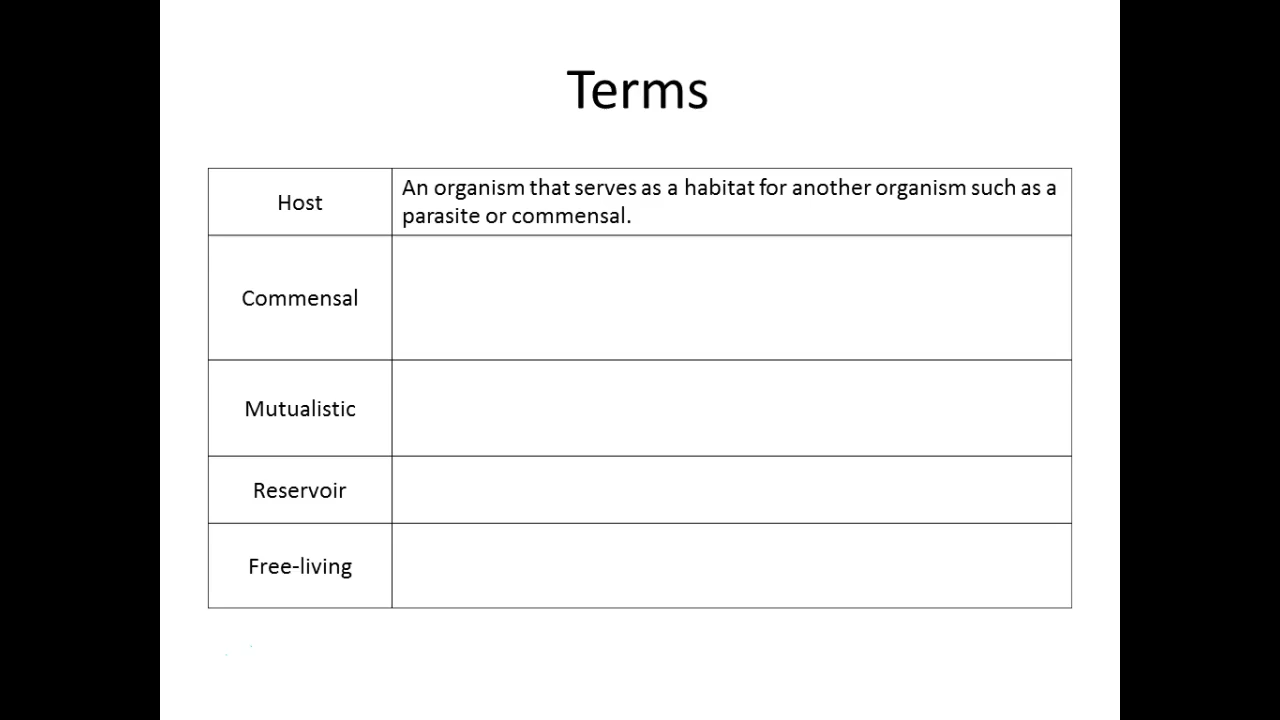 Terms
Host
An organism that serves as a habitat for another organism such as a
parasite or commensal.
Commensal
Mutualistic
Reservoir
Free-living